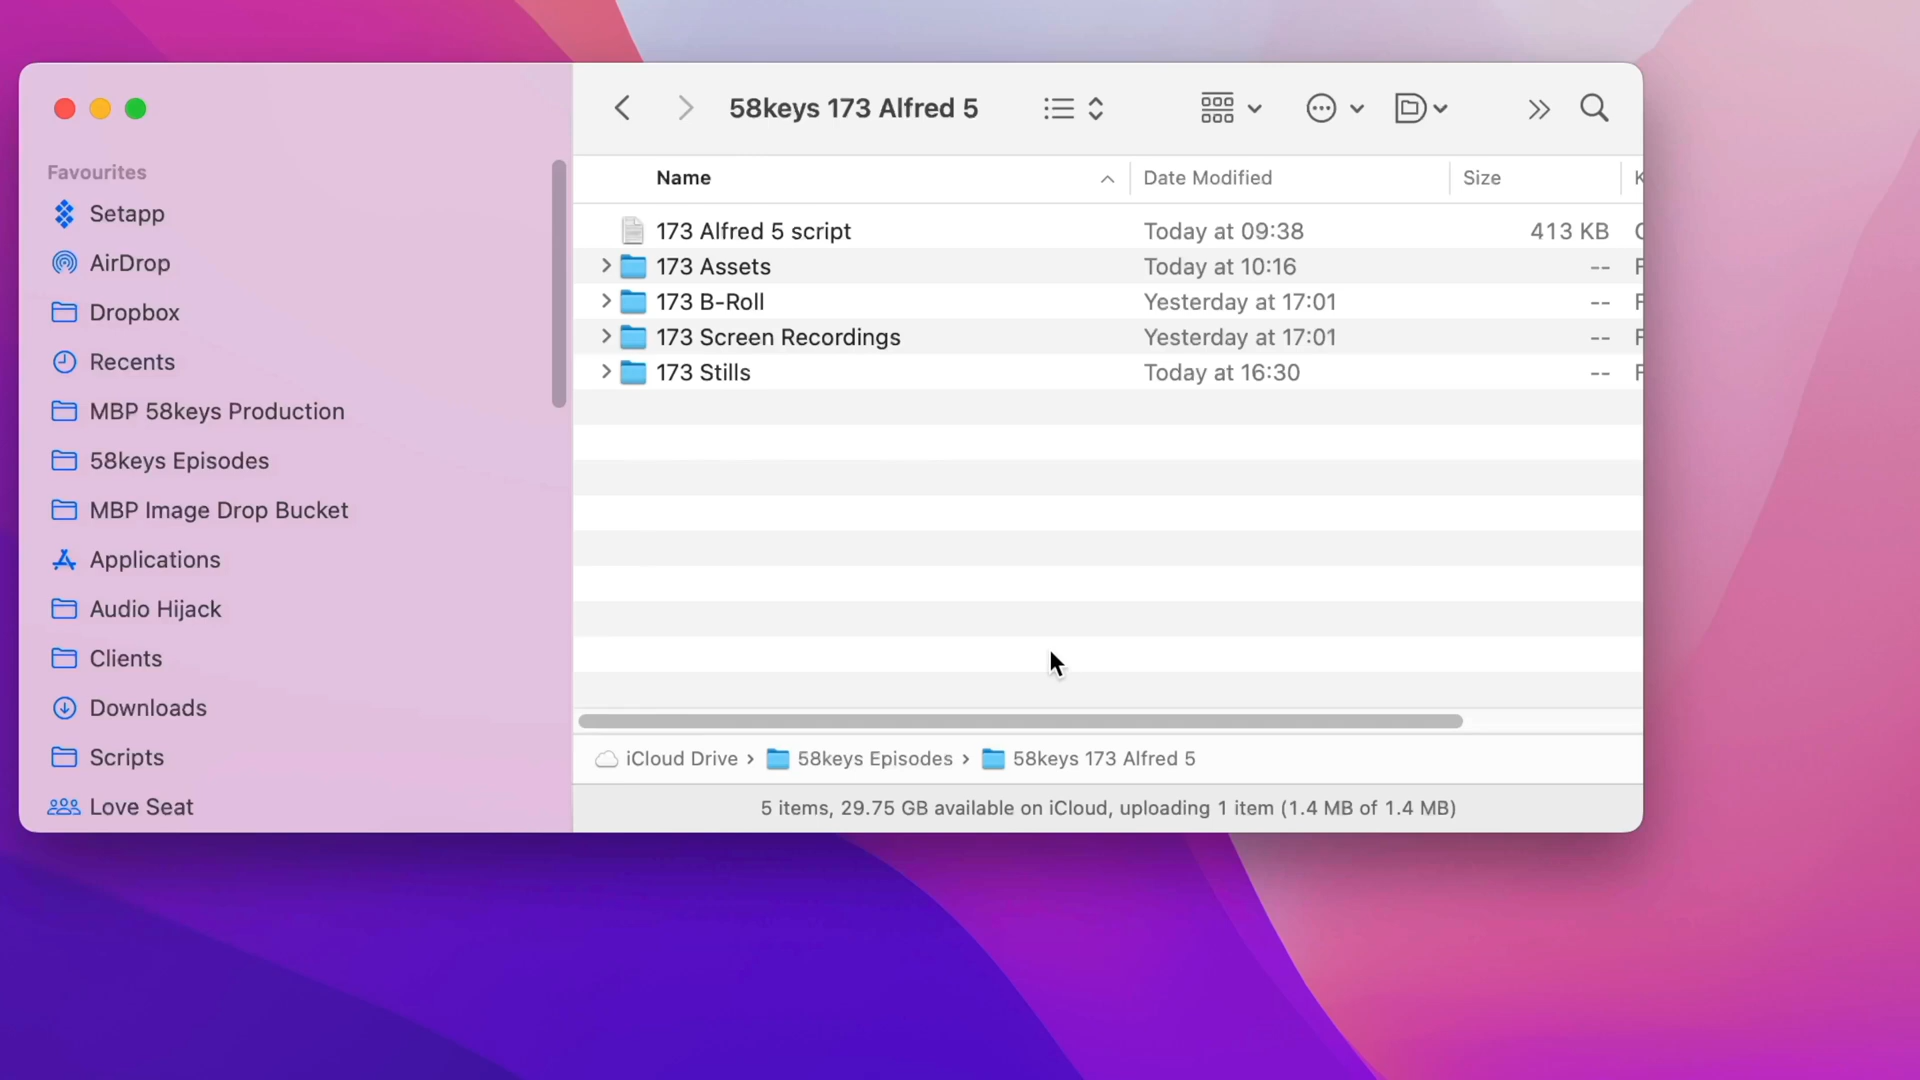 58keys 173 Alfred 5
Favourites
Setapp
AirDrop
Dropbox
Recents
MBP 58keys Production
58keys Episodes
MBP Image Drop Bucket
Applications
Audio Hijack
Clients
Downloads
Scripts
Love Seat
Name Date Modified Size
173 Alfred 5 script Today at 09:38 413 KB
173 Assets Today at 10:16 --
173 B-Roll Yesterday at 17:01 --
173 Screen Recordings Yesterday at 17:01 --
173 Stills Today at 16:30 --
iCloud Drive › 58keys Episodes › 58keys 173 Alfred 5
5 items, 29.75 GB available on iCloud, uploading 1 item (1.4 MB of 1.4 MB)